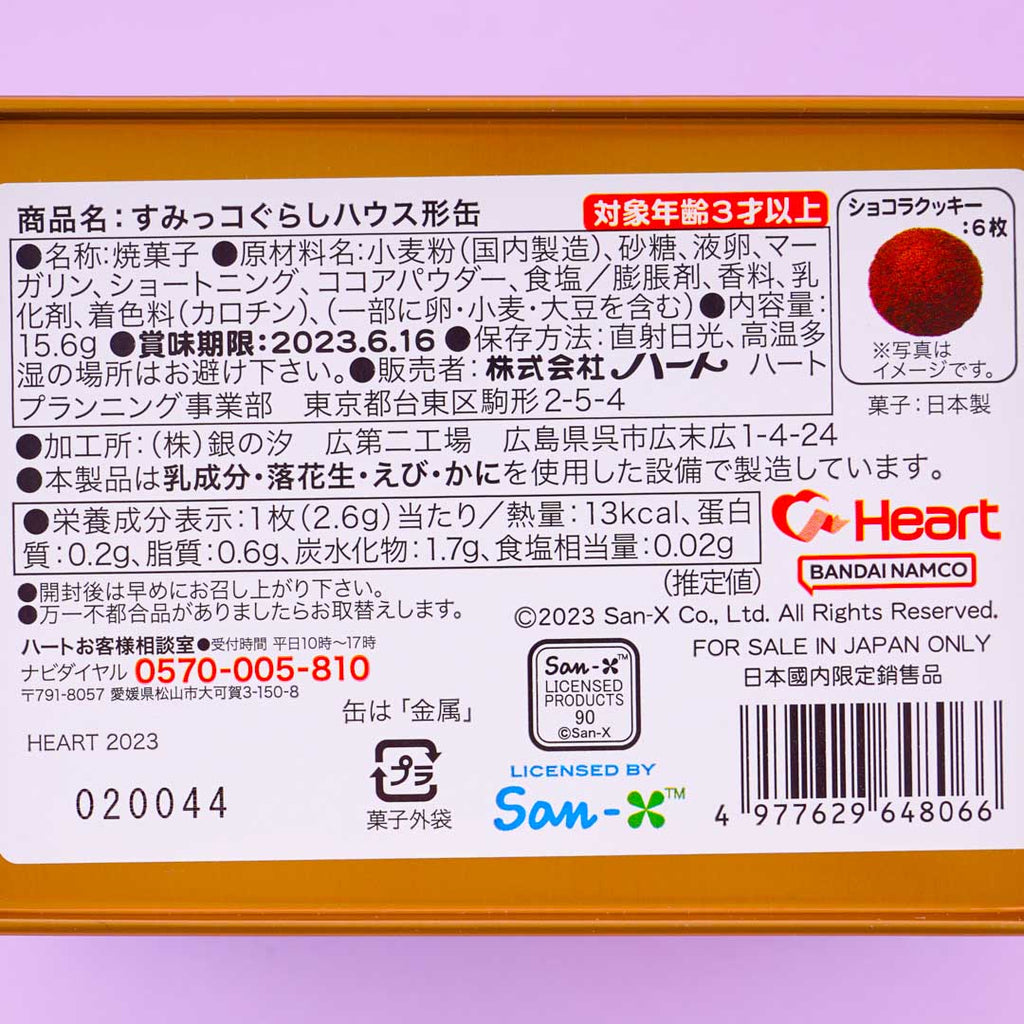 商品名：すみっコぐらしハウス形缶
対象年齢3才以上
●名称:焼菓子 ●原材料名:小麦粉(国内製造)、砂糖、液卵、マー
ガリン、ショートニング、ココアパウダー、食塩／膨脹剤、香料、乳
化剤、着色料(カロチン)、(一部に卵・小麦・大豆を含む)●内容量:
15.6g ●賞味期限:2023.6.16 ●保存方法:直射日光、高温多
湿の場所はお避け下さい。●販売者:株式会社ハート ハート
プランニング事業部 東京都台東区駒形2-5-4
ショコラクッキー
:6枚
※写真は
イメージです。
菓子:日本製
●加工所:(株)銀の汐 広第二工場 広島県呉市広末広1-4-24
●本製品は乳成分・落花生・えび・かにを使用した設備で製造しています。
●栄養成分表示:1枚(2.6g)当たり／熱量:13kcal、蛋白
質:0.2g、脂質:0.6g、炭水化物:1.7g、食塩相当量:0.02g
(推定値)
Heart
BANDAI NAMCO
●開封後は早めにお召し上がり下さい。
●万一不都合品がありましたらお取替えします。
ハートお客様相談室●受付時間 平日10時〜17時
ナビダイヤル 0570-005-810
〒791-8057 愛媛県松山市大可賀3-150-8
©2023 San-X Co., Ltd. All Rights Reserved.
FOR SALE IN JAPAN ONLY
日本國内限定銷售品
缶は「金属」
HEART 2023
020044
プラ
菓子外袋
San-X™
LICENSED
PRODUCTS
90
©San-X
LICENSED BY
San-X™
4 977629 648066